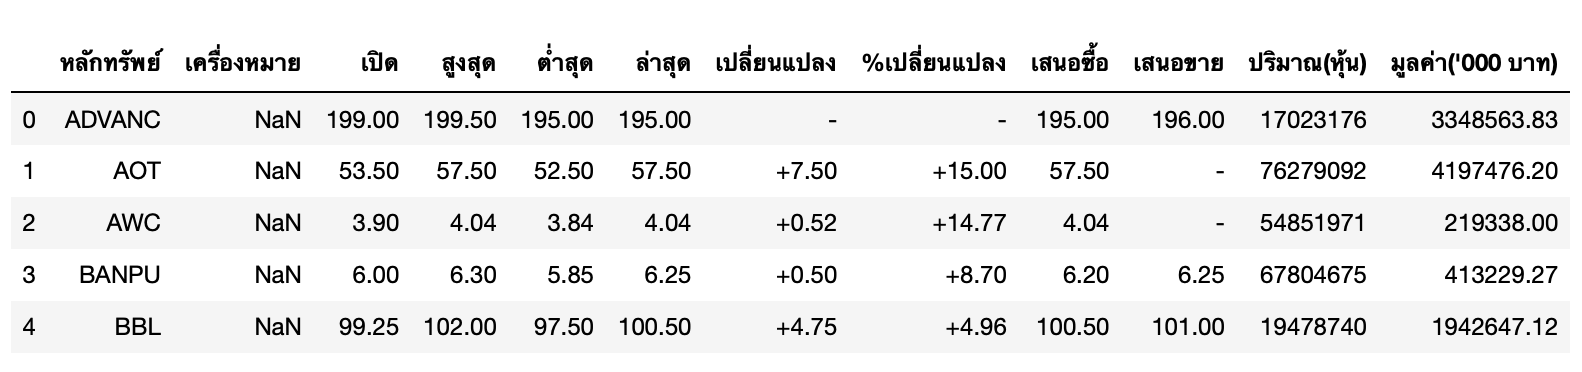 หลักทรัพย์ เครื่องหมาย เปิด สูงสุด ต่ำสุด ล่าสุด เปลี่ยนแปลง %เปลี่ยนแปลง เสนอซื้อ เสนอขาย ปริมาณ(หุ้น) มูลค่า('000 บาท)
0 ADVANC NaN 199.00 199.50 195.00 195.00 - - 195.00 196.00 17023176 3348563.83
1 AOT NaN 53.50 57.50 52.50 57.50 +7.50 +15.00 57.50 - 76279092 4197476.20
2 AWC NaN 3.90 4.04 3.84 4.04 +0.52 +14.77 4.04 - 54851971 219338.00
3 BANPU NaN 6.00 6.30 5.85 6.25 +0.50 +8.70 6.20 6.25 67804675 413229.27
4 BBL NaN 99.25 102.00 97.50 100.50 +4.75 +4.96 100.50 101.00 19478740 1942647.12